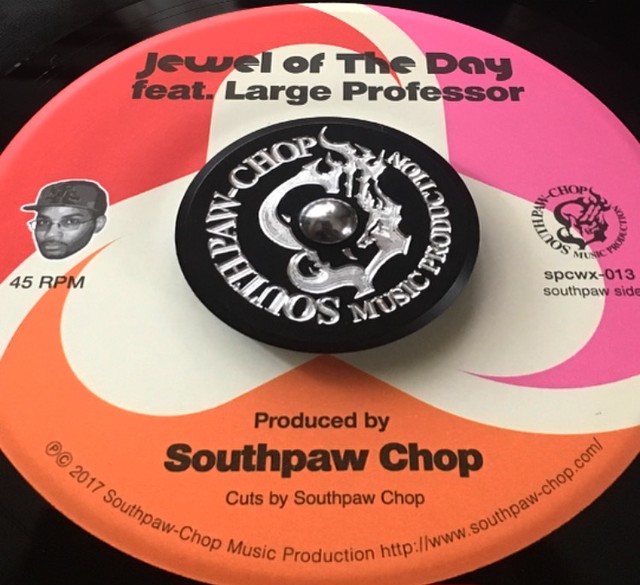 Jewel of The Day
feat. Large Professor
SOUTHPAW-CHOP
MUSIC PRODUCTION
45 RPM
SOUTHPAW-CHOP
MUSIC PRODUCTION
spcwx-013
southpaw side
Produced by
Southpaw Chop
Cuts by Southpaw Chop
℗© 2017 Southpaw-Chop Music Production http://www.southpaw-chop.com/